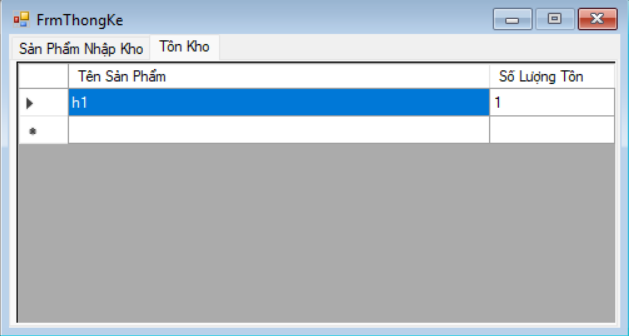 FrmThongKe
Sản Phẩm Nhập Kho Tồn Kho
Tên Sản Phẩm Số Lượng Tồn
h1 1